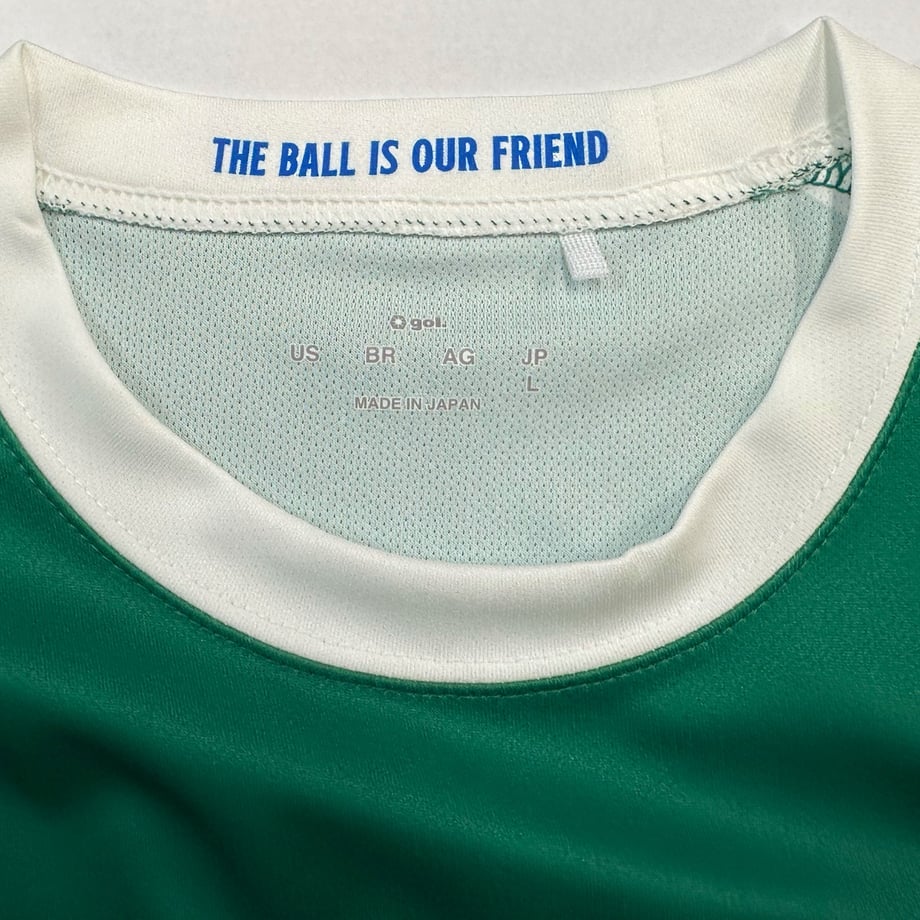 THE BALL IS OUR FRIEND
gol.
US BR AG JP
L
MADE IN JAPAN